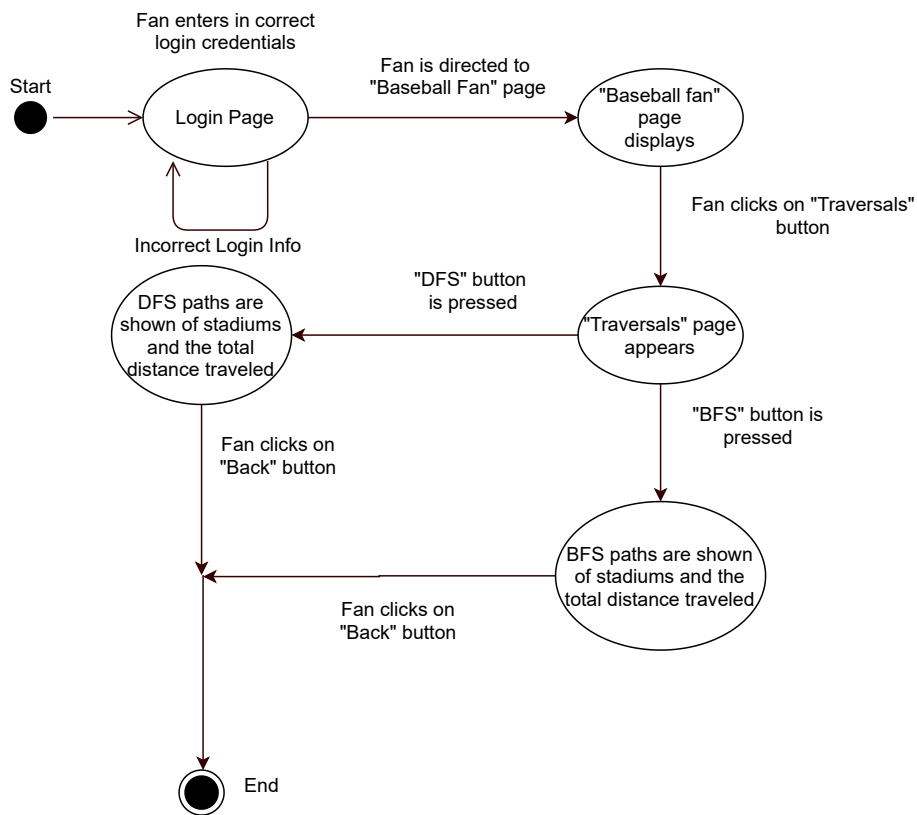 Fan enters in correct
login credentials
Start
Login Page
Fan is directed to
"Baseball Fan" page
"Baseball fan"
page
displays
Incorrect Login Info
Fan clicks on "Traversals"
button
"Traversals" page
appears
"DFS" button
is pressed
DFS paths are
shown of stadiums
and the total
distance traveled
"BFS" button is
pressed
Fan clicks on
"Back" button
BFS paths are shown
of stadiums and the
total distance traveled
Fan clicks on
"Back" button
End